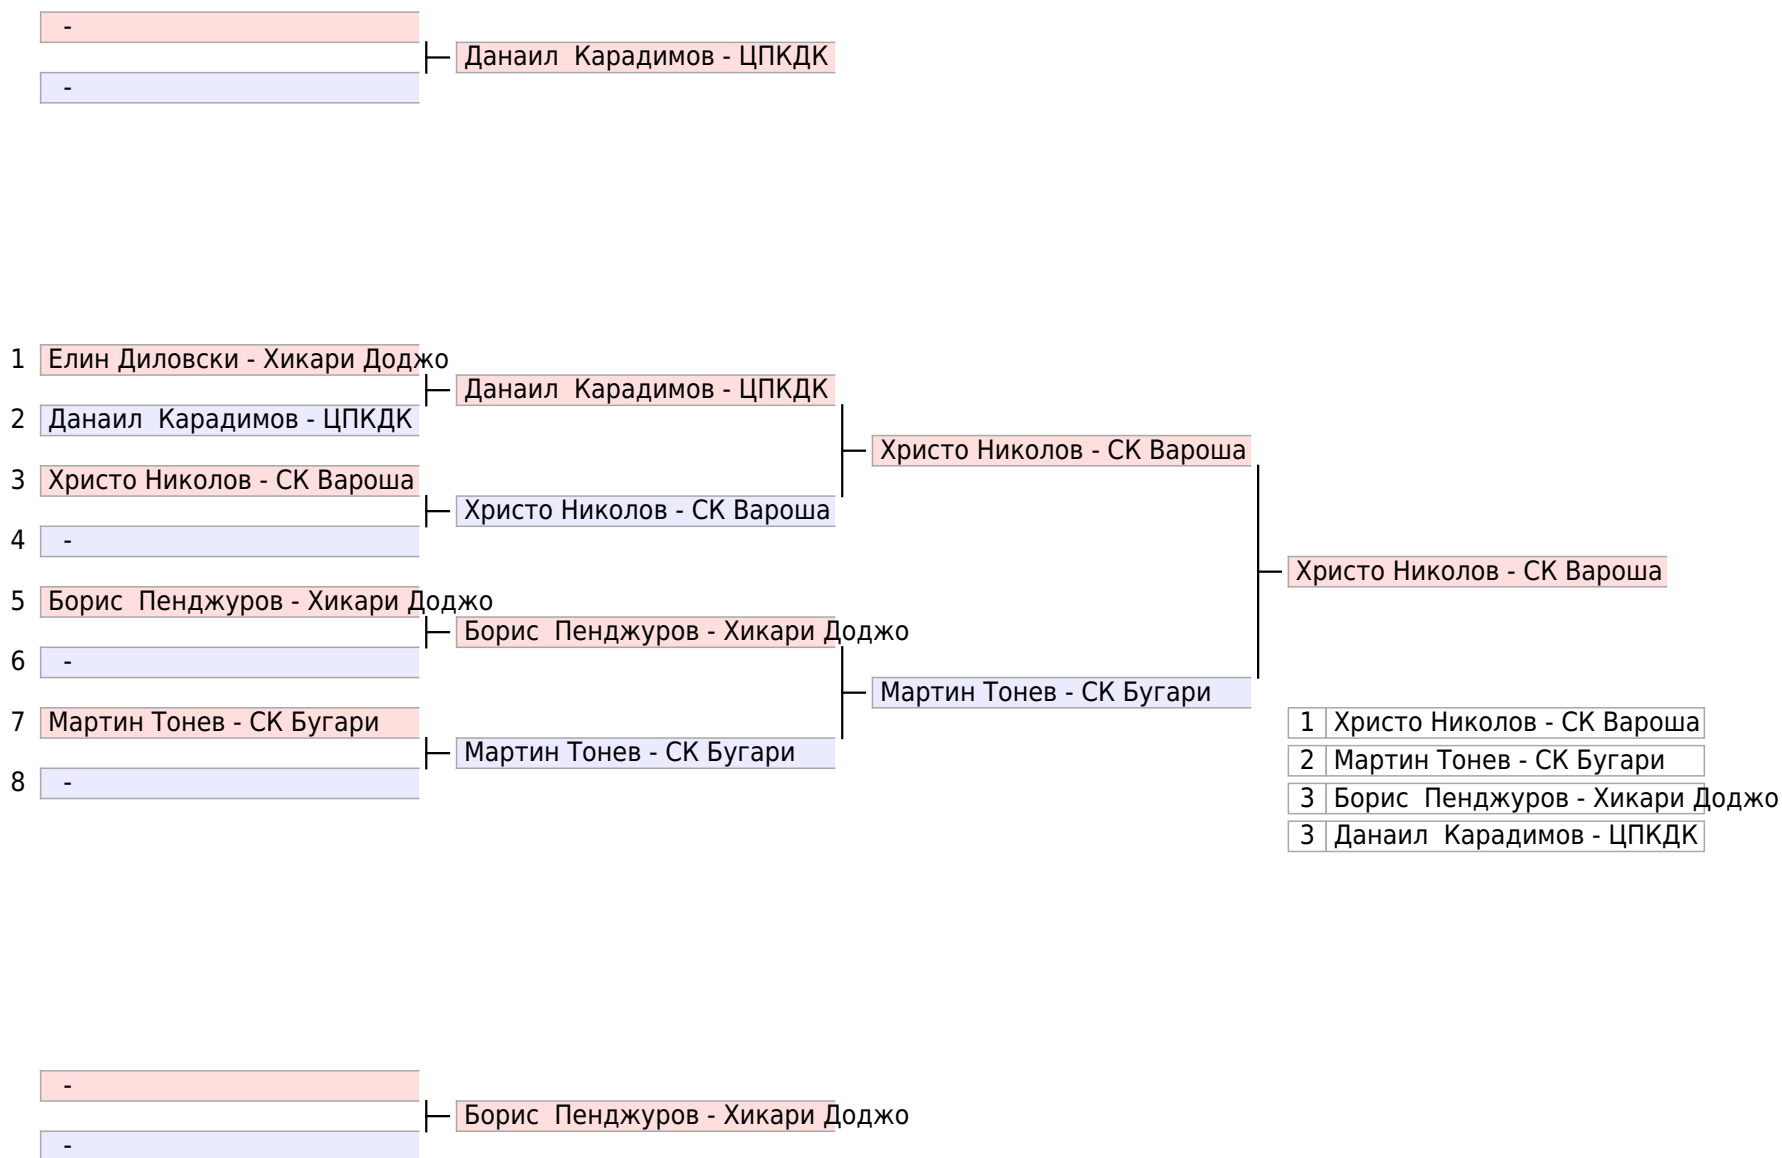 -
Данаил  Карадимов - ЦПКДК
-
1 Елин Диловски - Хикари Доджо
Данаил  Карадимов - ЦПКДК
2 Данаил  Карадимов - ЦПКДК
Христо Николов - СК Вароша
3 Христо Николов - СК Вароша
Христо Николов - СК Вароша
4 -
Христо Николов - СК Вароша
5 Борис  Пенджуров - Хикари Доджо
Борис  Пенджуров - Хикари Доджо
6 -
Мартин Тонев - СК Бугари
7 Мартин Тонев - СК Бугари
Мартин Тонев - СК Бугари
8 -
1 Христо Николов - СК Вароша
2 Мартин Тонев - СК Бугари
3 Борис  Пенджуров - Хикари Доджо
3 Данаил  Карадимов - ЦПКДК
-
Борис  Пенджуров - Хикари Доджо
-